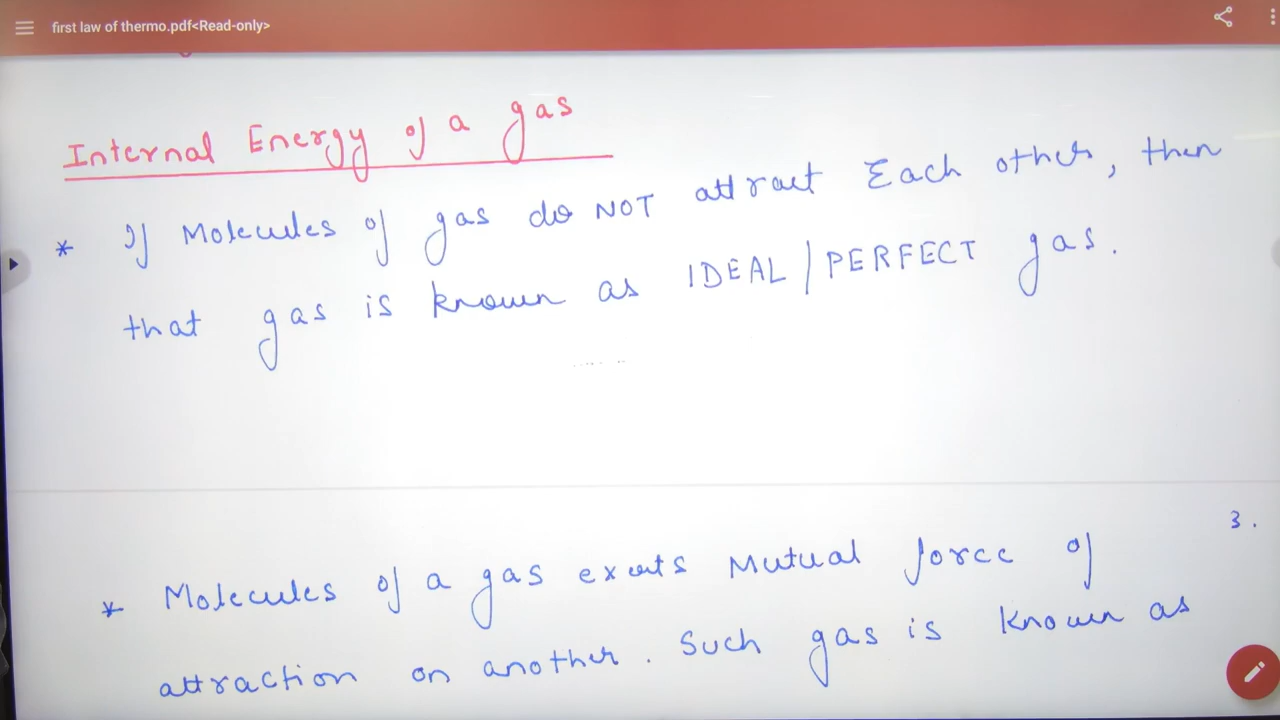 first law of thermo.pdf<Read-only>
Internal Energy of a gas
* If Molecules of gas do NOT attract Each other, then
that gas is known as IDEAL/PERFECT gas.
3.
* Molecules of a gas exerts Mutual force of
attraction on another. Such gas is known as